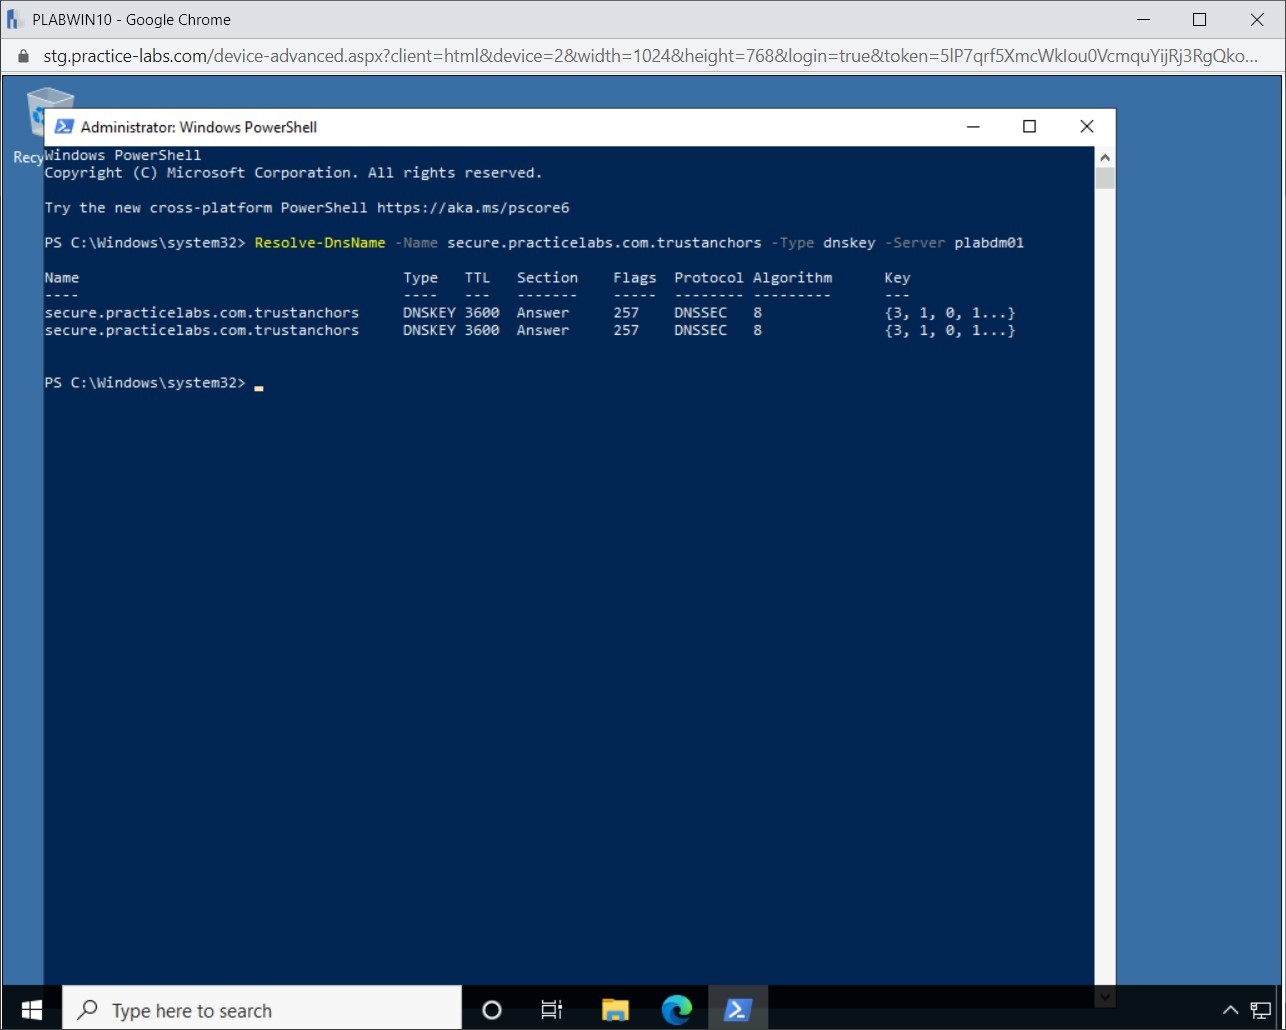 PLABWIN10 - Google Chrome
stg.practice-labs.com/device-advanced.aspx?client=html&device=2&width=1024&height=768&login=true&token=
Recy
Administrator: Windows PowerShell
Windows PowerShell
Copyright (C) Microsoft Corporation. All rights reserved.
Try the new cross-platform PowerShell https://aka.ms/pscore6
PS C:\Windows\system32> Resolve-DnsName -Name secure.practicelabs.com.trustanchors -Type dnskey -Server plabdm01
Name Type TTL Section Flags Protocol Algorithm Key
---- ---- --- ------- ----- -------- --------- ---
secure.practicelabs.com.trustanchors DNSKEY 3600 Answer 257 DNSSEC 8 {3, 1, 0, 1...}
secure.practicelabs.com.trustanchors DNSKEY 3600 Answer 257 DNSSEC 8 {3, 1, 0, 1...}
PS C:\Windows\system32>
Type here to search